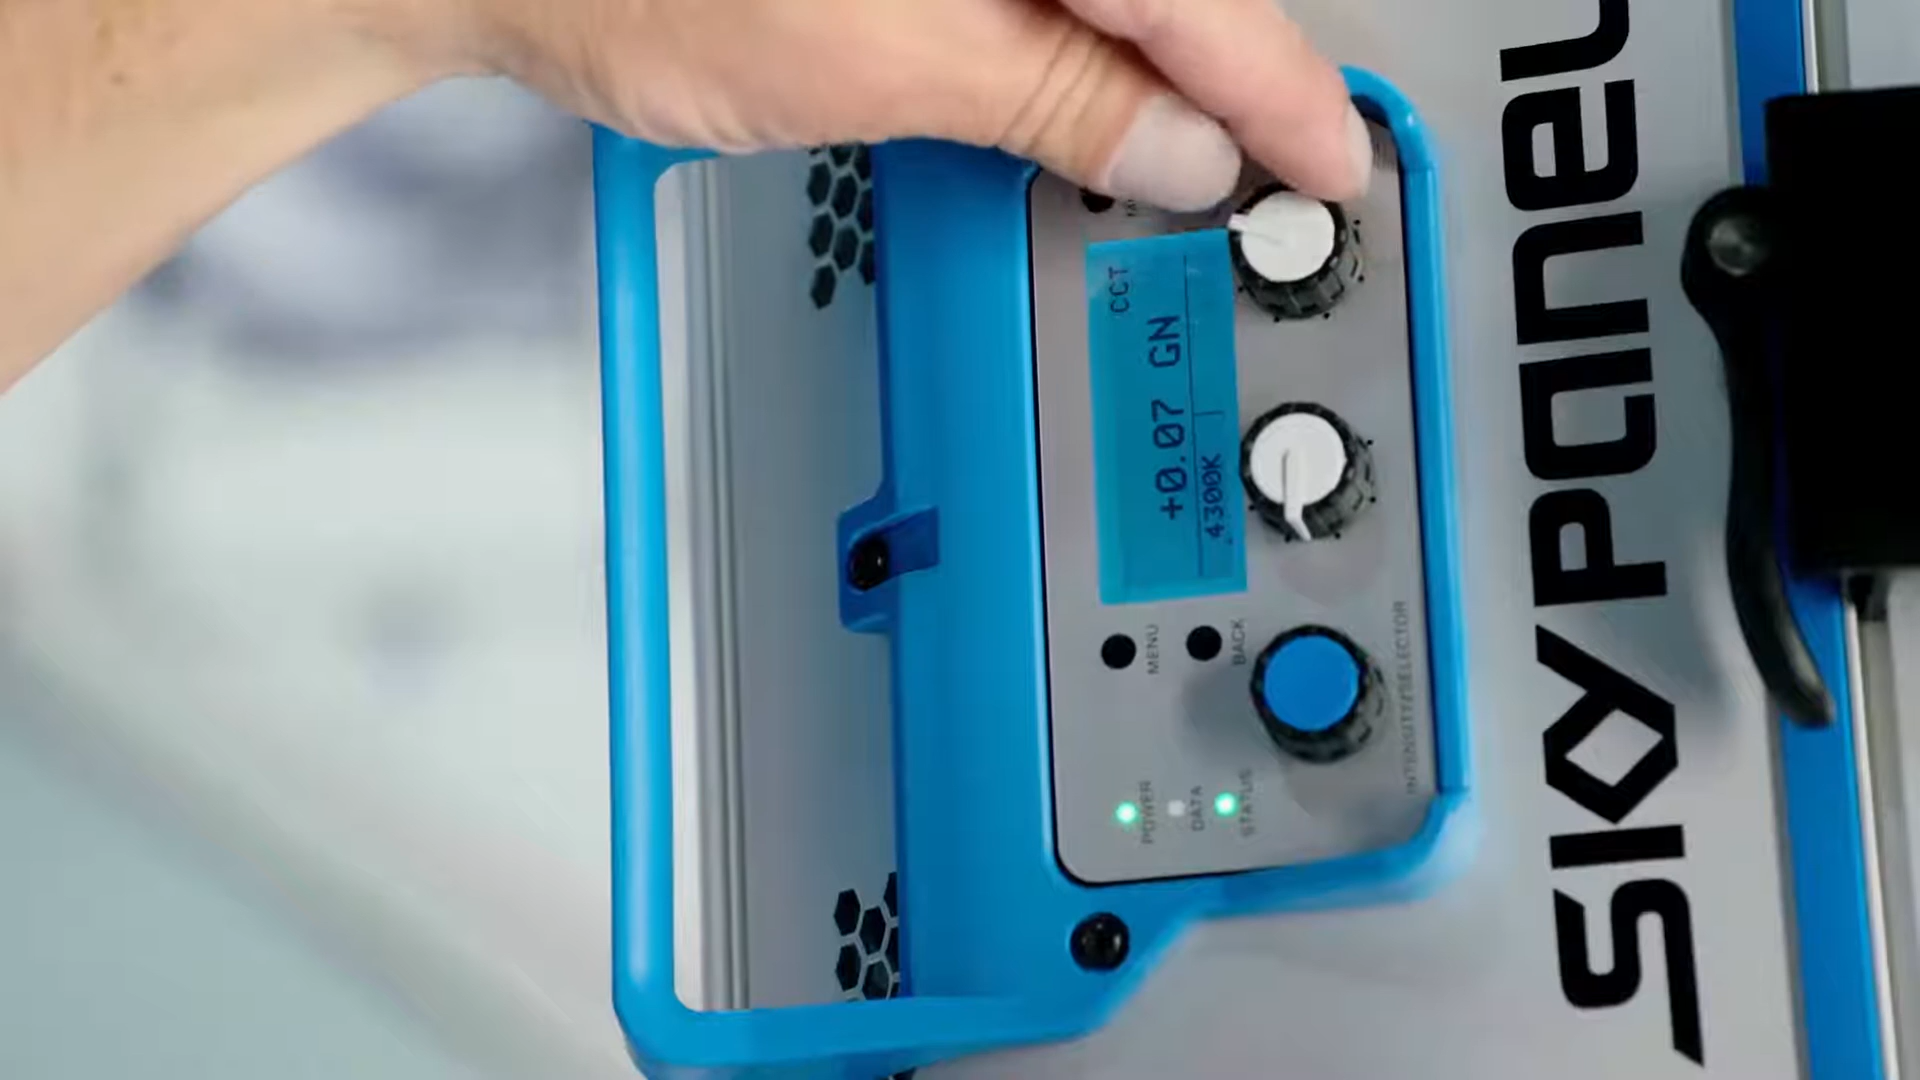 CCT
+0.07 GN
4300K
MENU
BACK
INTENSITY/SELECTOR
POWER
DATA
STATUS
SKYPANEL